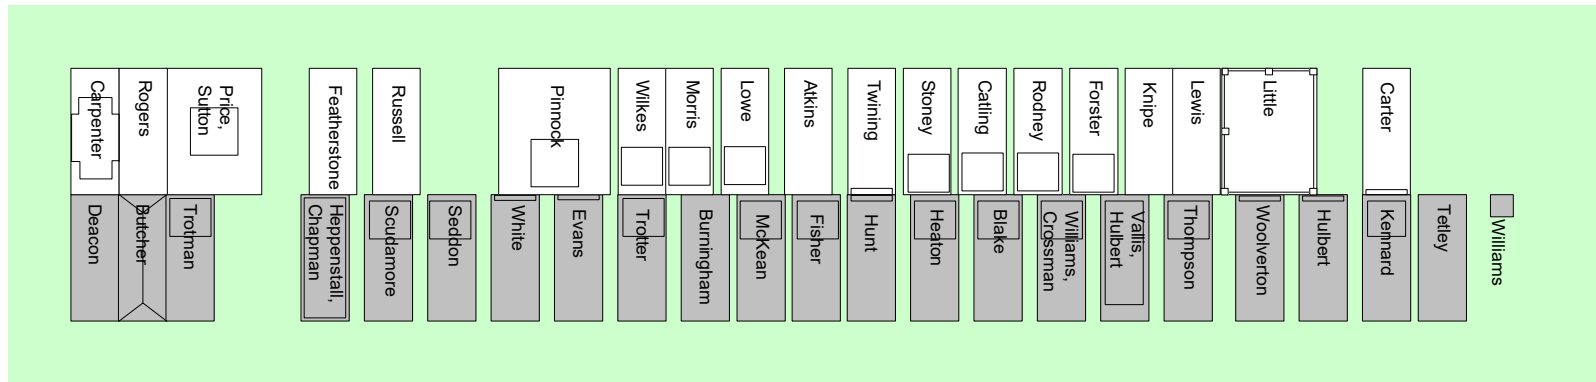 Carpenter
Rogers
Price,
Sutton
Featherstone
Russell
Pinnock
Wilkes
Morris
Lowe
Atkins
Twining
Stoney
Catling
Rodney
Forster
Knipe
Lewis
Little
Carter
Deacon
Butcher
Trotman
Heppenstall,
Chapman
Scudamore
Seddon
White
Evans
Trotter
Burningham
McKean
Fisher
Hunt
Heaton
Blake
Williams,
Crossman
Vallis,
Hulbert
Thompson
Woolverton
Hulbert
Kennard
Tetley
Williams